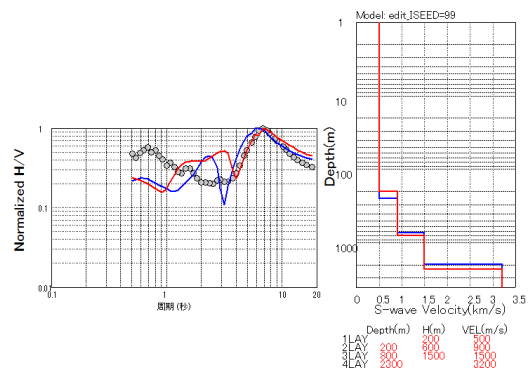 Model: edit_ISEED=99
Normalized H/V
1
0.1
0.01
0.1
1
10
20
周期(秒)
Depth(m)
1
10
100
1000
0
0.5
1
1.5
2
2.5
3
3.5
S-wave Velocity(km/s)
Depth(m) H(m) VEL(m/s)
1LAY 200 500
2LAY 200 600 900
3LAY 800 1500 1500
4LAY 2300 3200